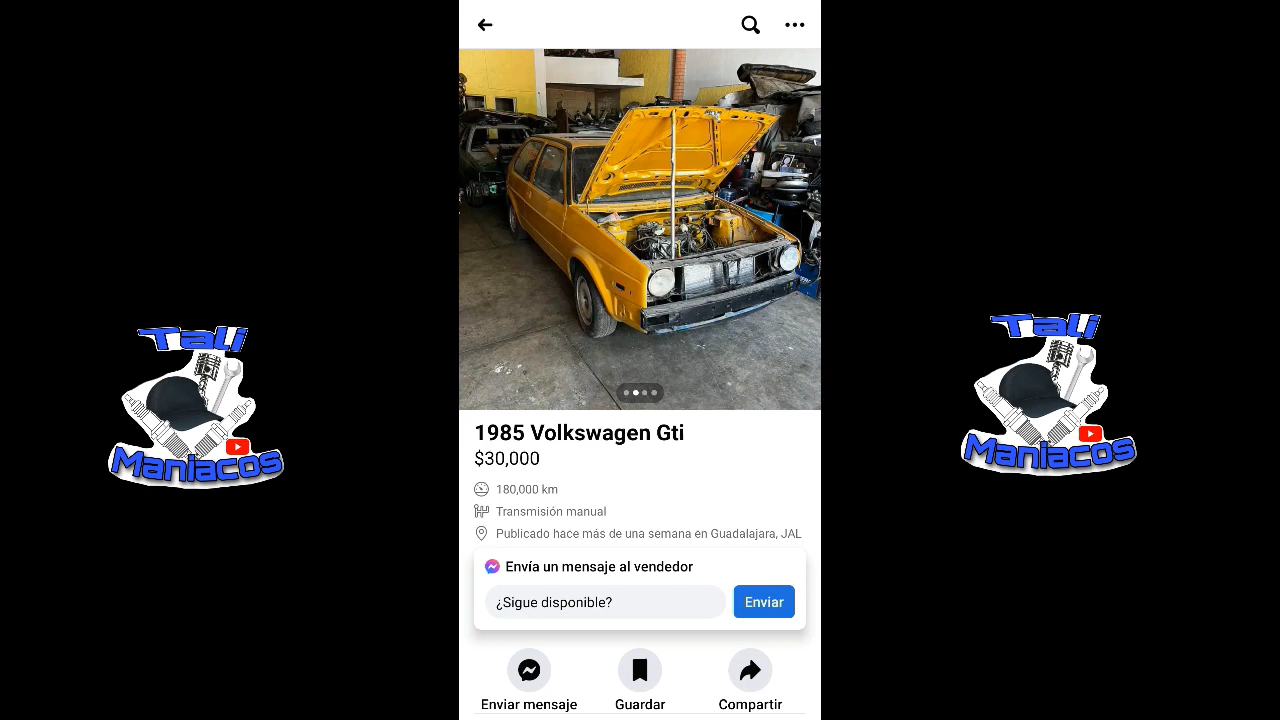 1985 Volkswagen Gti
$30,000
180,000 km
Transmisión manual
Publicado hace más de una semana en Guadalajara, JAL
Envía un mensaje al vendedor
¿Sigue disponible?
Enviar
Enviar mensaje
Guardar
Compartir
Tali
Maniacos
Tali
Maniacos